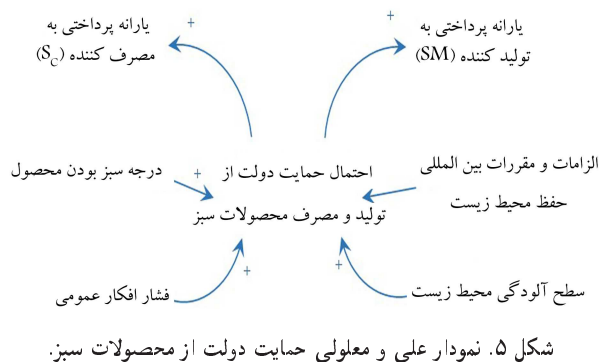 یارانه پرداختی به
تولید کننده (SM)
یارانه پرداختی به
مصرف کننده (S_C)
+
+
الزامات و مقررات بین المللی
حفظ محیط زیست
احتمال حمایت دولت از
تولید و مصرف محصولات سبز
درجه سبز بودن محصول
+
سطح آلودگی محیط زیست
+
فشار افکار عمومی
+
شکل ۵. نمودار علی و معلولی حمایت دولت از محصولات سبز.